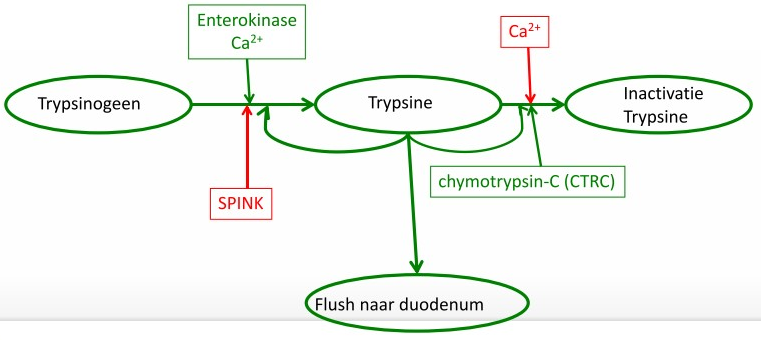 Enterokinase
Ca²⁺
Ca²⁺
Trypsinogeen
Trypsine
Inactivatie
Trypsine
SPINK
chymotrypsin-C (CTRC)
Flush naar duodenum